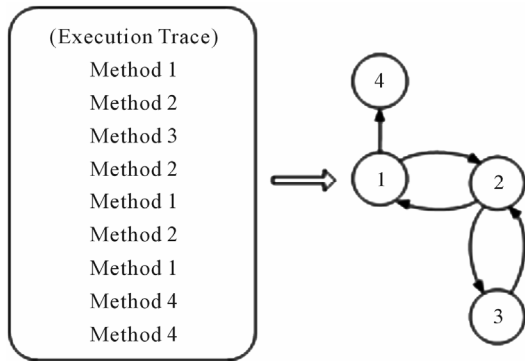 (Execution Trace)
Method 1
Method 2
Method 3
Method 2
Method 1
Method 2
Method 1
Method 4
Method 4
4
1
2
3